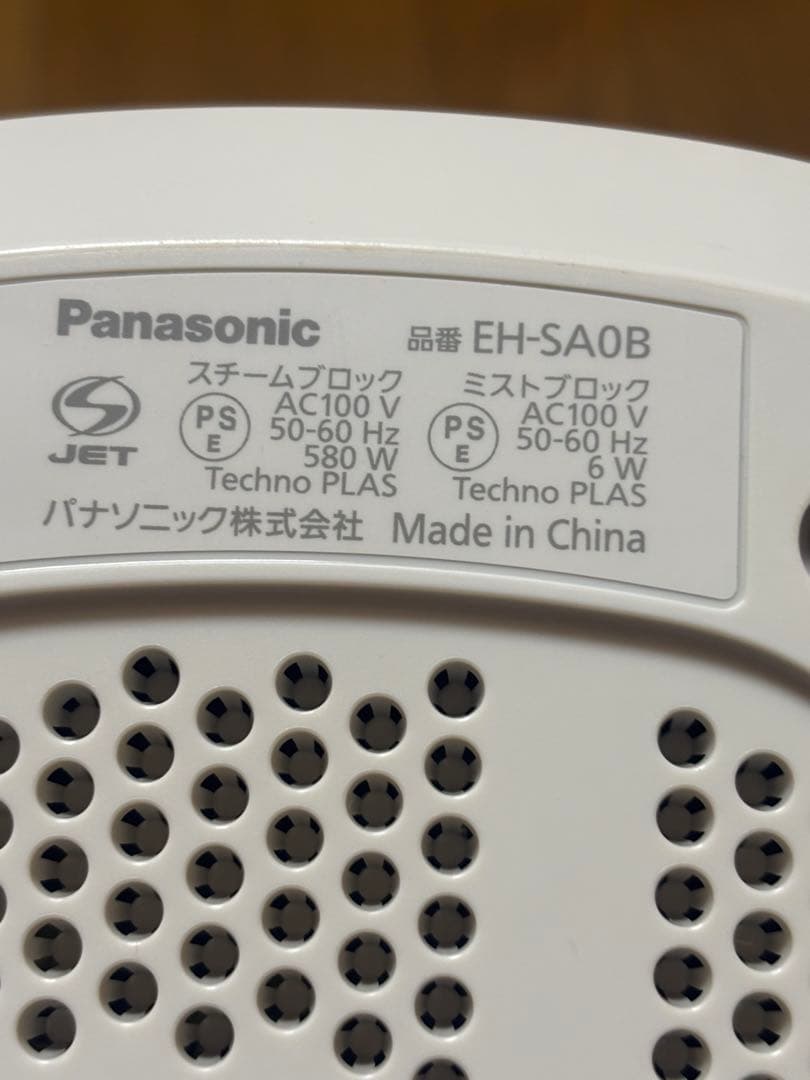 Panasonic 品番 EH-SA0B
スチームブロック
PS
E
AC100 V
50-60 Hz
580 W
Techno PLAS
ミストブロック
PS
E
AC100 V
50-60 Hz
6 W
Techno PLAS
JET
パナソニック株式会社 Made in China